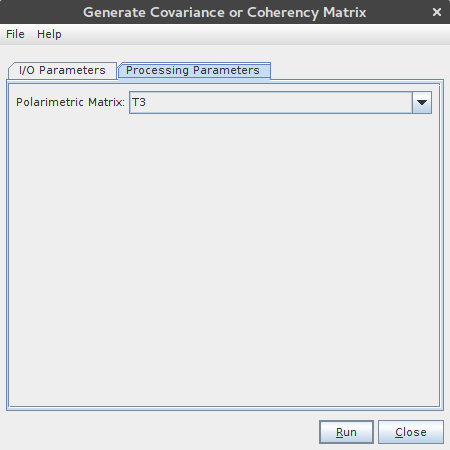 Generate Covariance or Coherency Matrix ×
File Help
I/O Parameters Processing Parameters
Polarimetric Matrix: T3
Run Close